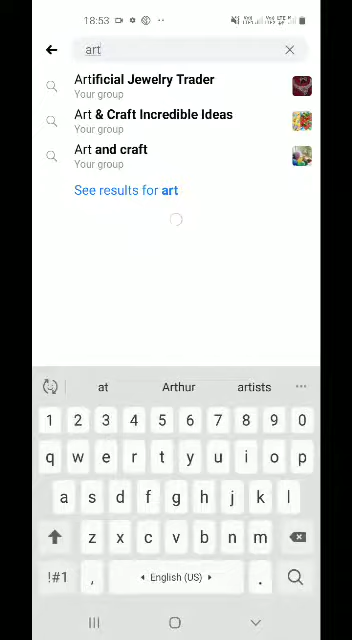 18:53
art
Artificial Jewelry Trader
Your group
Art & Craft Incredible Ideas
Your group
Art and craft
Your group
See results for art
at Arthur artists
1 2 3 4 5 6 7 8 9 0
q w e r t y u i o p
a s d f g h j k l
z x c v b n m
!#1 , English (US) .